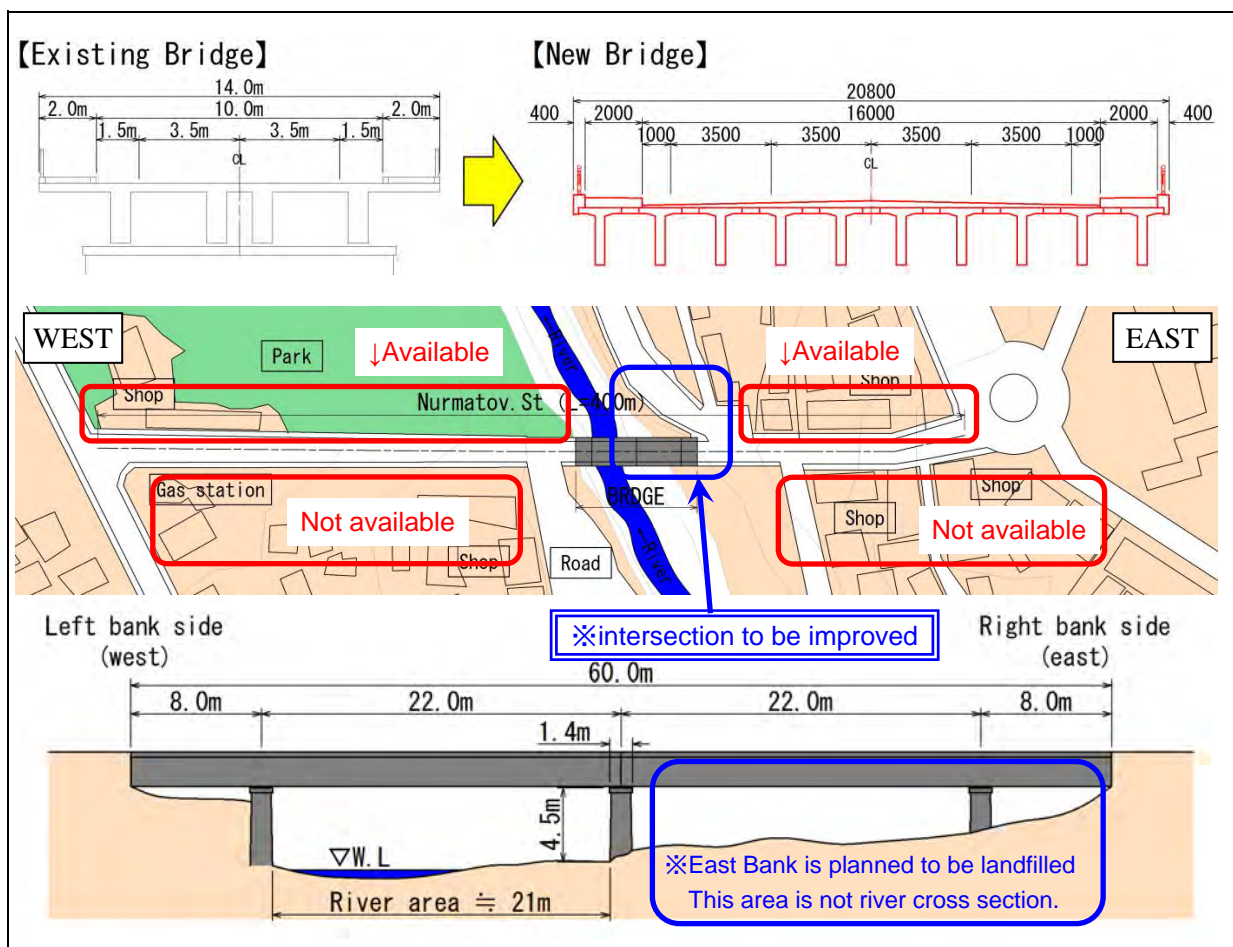 【Existing Bridge】
【New Bridge】
14.0m
2.0m 10.0m 2.0m
1.5m 3.5m 3.5m 1.5m
CL
20800
400 2000 16000 2000 400
1000 3500 3500 3500 3500 1000
CL
WEST
EAST
Park
River
↓Available
↓Available
Shop
Shop
Nurmatov.St (L=400m)
Gas station
BRDGE
Shop
Shop
Not available
Not available
Shop
Road
River
※intersection to be improved
Left bank side
(west)
Right bank side
(east)
60.0m
8.0m 22.0m 22.0m 8.0m
1.4m
4.5m
▽W.L
River area ≒ 21m
※East Bank is planned to be landfilled
This area is not river cross section.